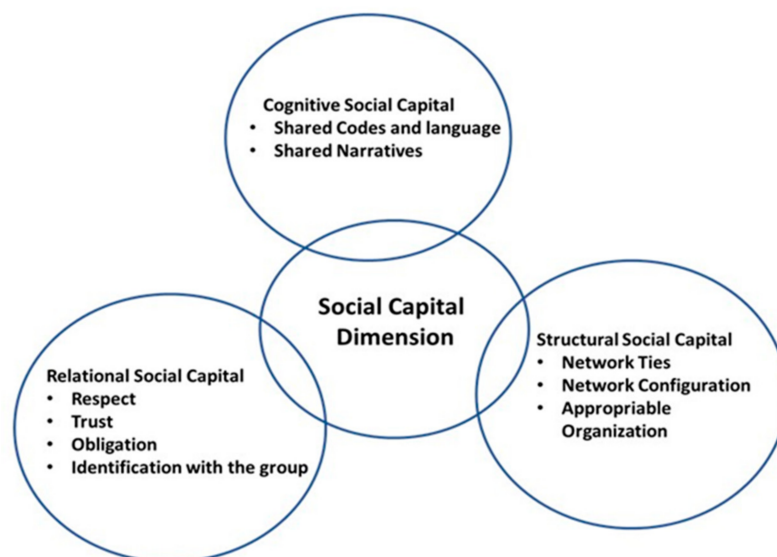 Cognitive Social Capital
• Shared Codes and language
• Shared Narratives
Social Capital
Dimension
Structural Social Capital
• Network Ties
• Network Configuration
• Appropriable
Organization
Relational Social Capital
• Respect
• Trust
• Obligation
• Identification with the group